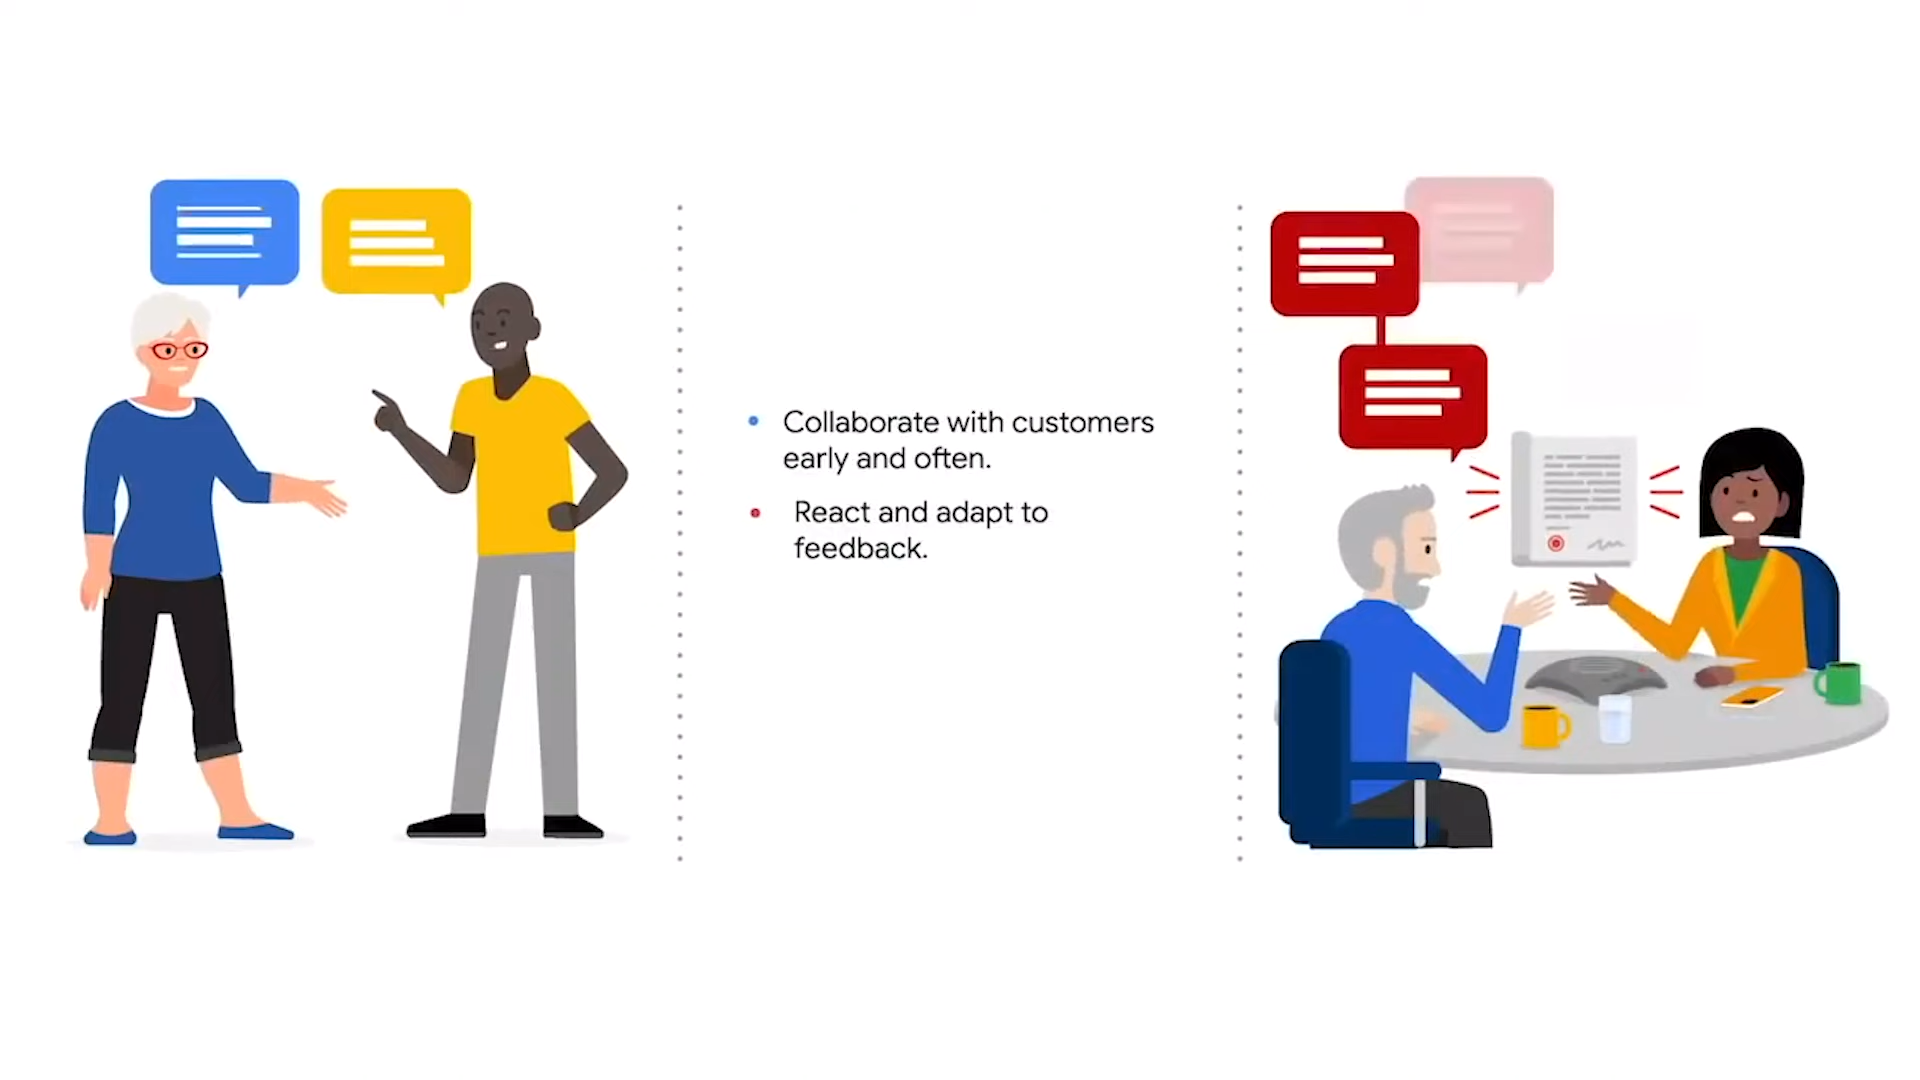 Collaborate with customers
early and often.
React and adapt to
feedback.